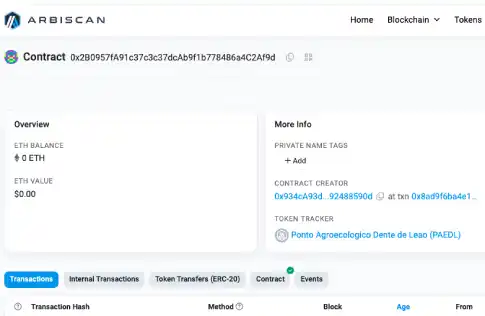 ARBISCAN Home Blockchain Tokens
Contract 0x2B0957fA91c37c3c37dcAb9f1b778486a4C2Af9d
Overview
ETH BALANCE
0 ETH
ETH VALUE
$0.00
More Info
PRIVATE NAME TAGS
+ Add
CONTRACT CREATOR
0x934cA93d...92488590d at txn 0x8ad9f6ba4e1...
TOKEN TRACKER
Ponto Agroecologico Dente de Leao (PAEDL)
Transactions Internal Transactions Token Transfers (ERC-20) Contract Events
Transaction Hash Method Block Age From